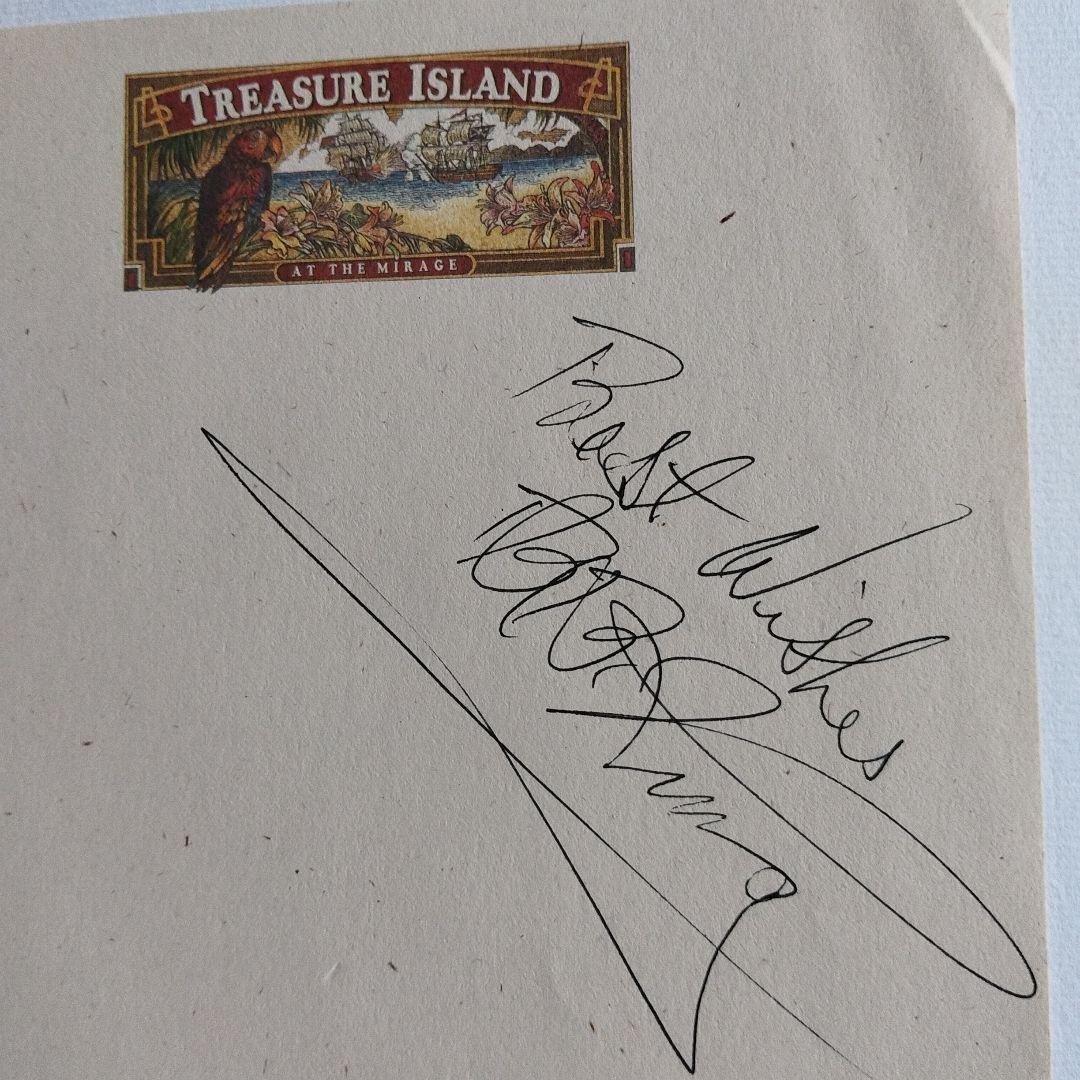 TREASURE ISLAND
AT THE MIRAGE
Best Wishes